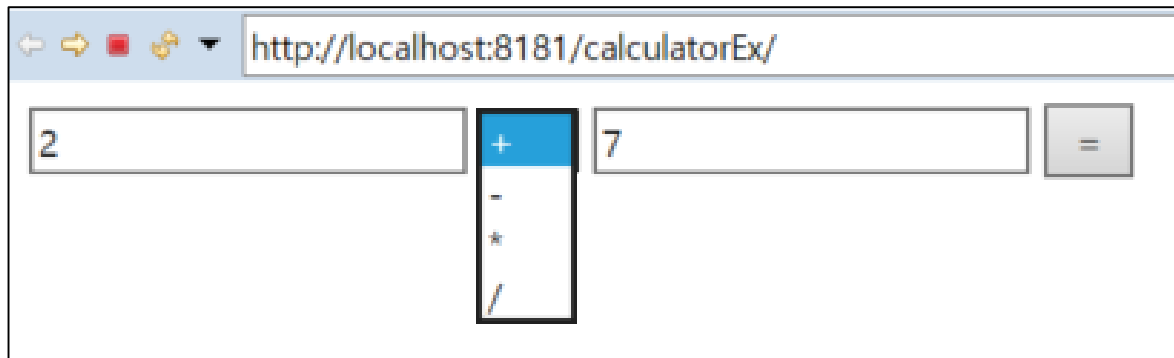 http://localhost:8181/calculatorEx/
2 + 7 =
-
*
/